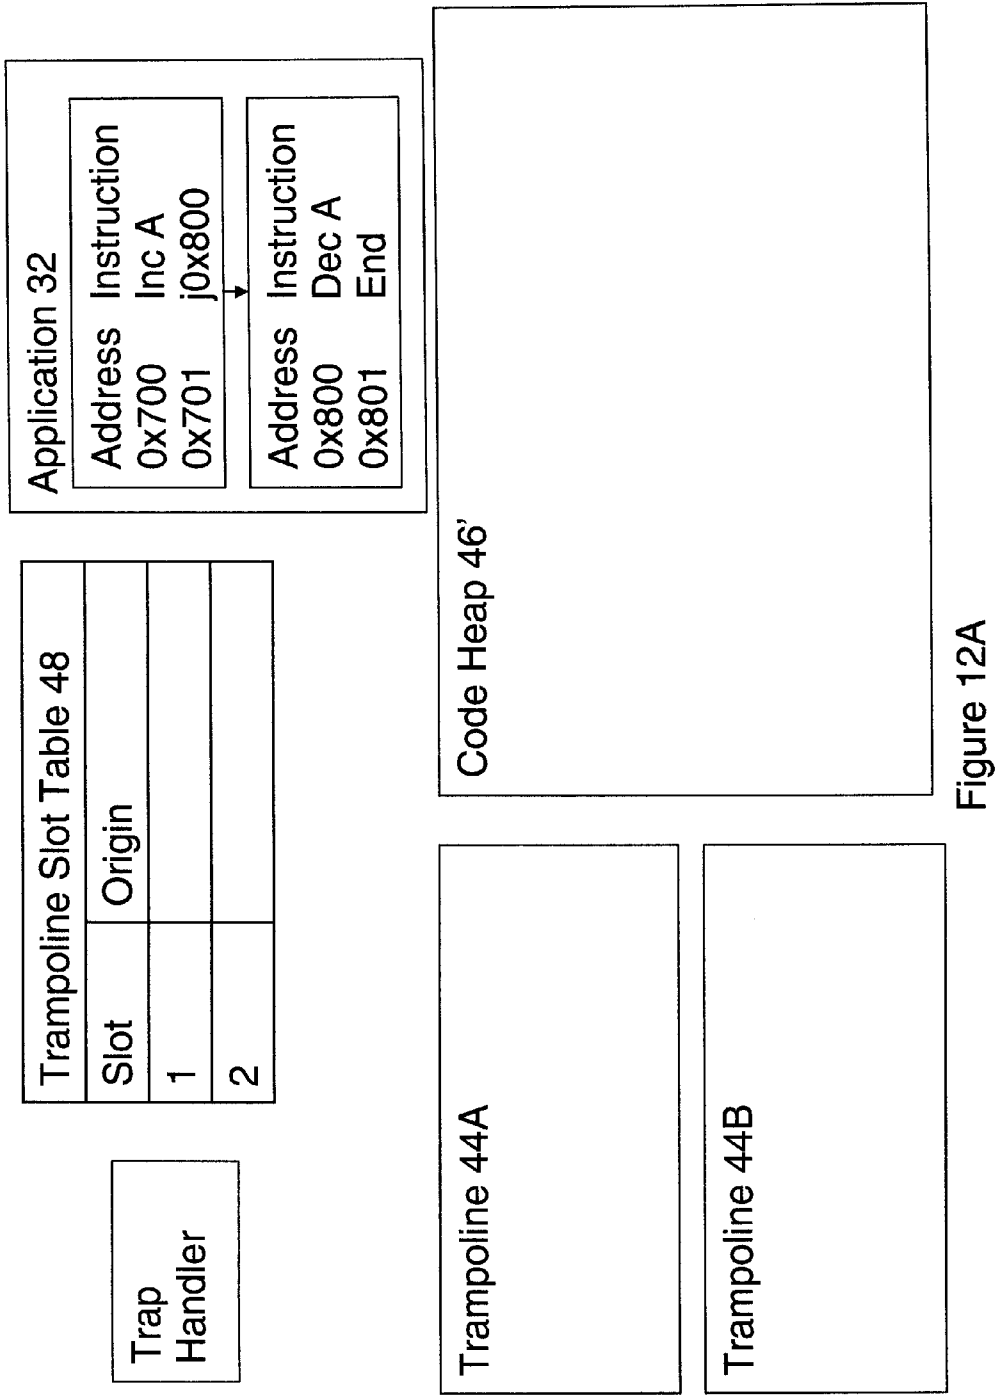 Trap
Handler
Trampoline Slot Table 48
Slot Origin
1
2
Application 32
Address Instruction
0x700 Inc A
0x701 j0x800
Address Instruction
0x800 Dec A
0x801 End
Trampoline 44A
Trampoline 44B
Code Heap 46'
Figure 12A